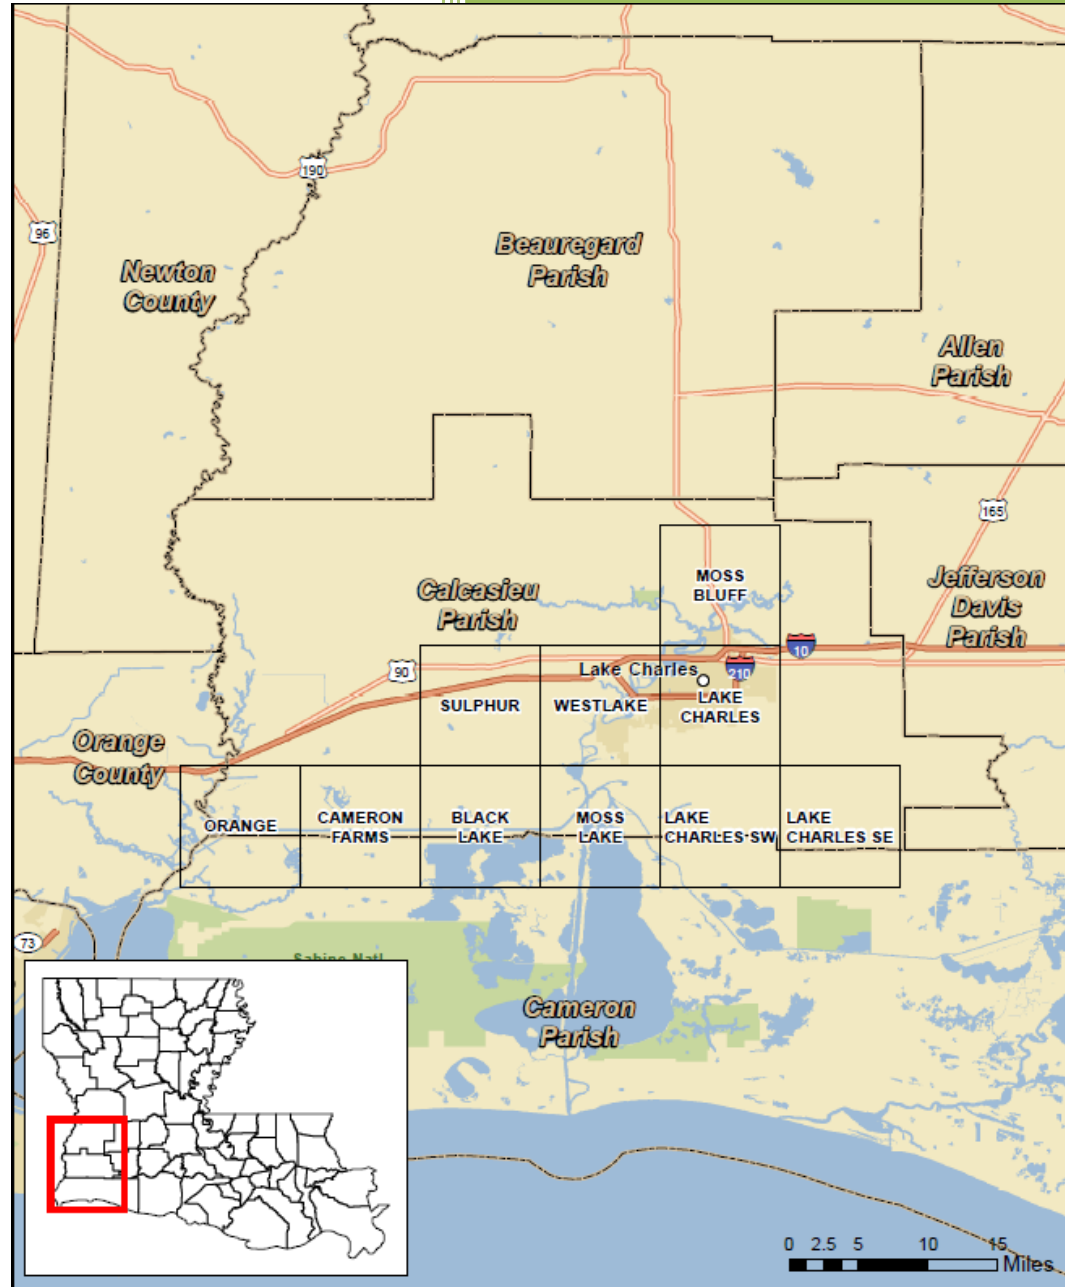 190
96
Beauregard
Parish
Newton
County
Allen
Parish
165
MOSS
BLUFF
Calcasieu
Parish
Jefferson
Davis
Parish
10
90
Lake Charles
210
SULPHUR
WESTLAKE
LAKE
CHARLES
Orange
County
ORANGE
CAMERON
FARMS
BLACK
LAKE
MOSS
LAKE
LAKE
CHARLES SW
LAKE
CHARLES SE
73
Sabine Natl
Cameron
Parish
0 2.5 5 10 15
Miles